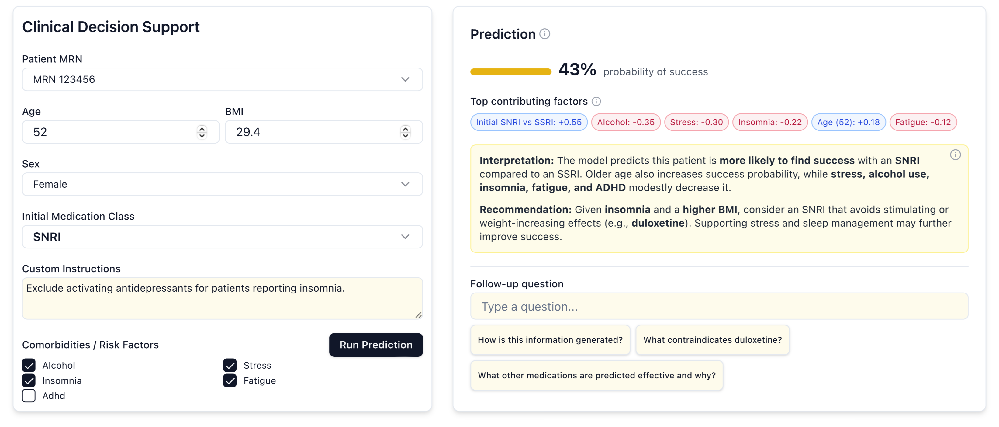 Clinical Decision Support
Patient MRN
MRN 123456
Age
BMI
52
29.4
Sex
Female
Initial Medication Class
SNRI
Custom Instructions
Exclude activating antidepressants for patients reporting insomnia.
Comorbidities / Risk Factors
Run Prediction
Alcohol
Stress
Insomnia
Fatigue
Adhd
Prediction
43% probability of success
Top contributing factors
Initial SNRI vs SSRI: +0.55
Alcohol: -0.35
Stress: -0.30
Insomnia: -0.22
Age (52): +0.18
Fatigue: -0.12
Interpretation: The model predicts this patient is more likely to find success with an SNRI
compared to an SSRI. Older age also increases success probability, while stress, alcohol use,
insomnia, fatigue, and ADHD modestly decrease it.
Recommendation: Given insomnia and a higher BMI, consider an SNRI that avoids stimulating or
weight-increasing effects (e.g., duloxetine). Supporting stress and sleep management may further
improve success.
Follow-up question
Type a question...
How is this information generated?
What contraindicates duloxetine?
What other medications are predicted effective and why?